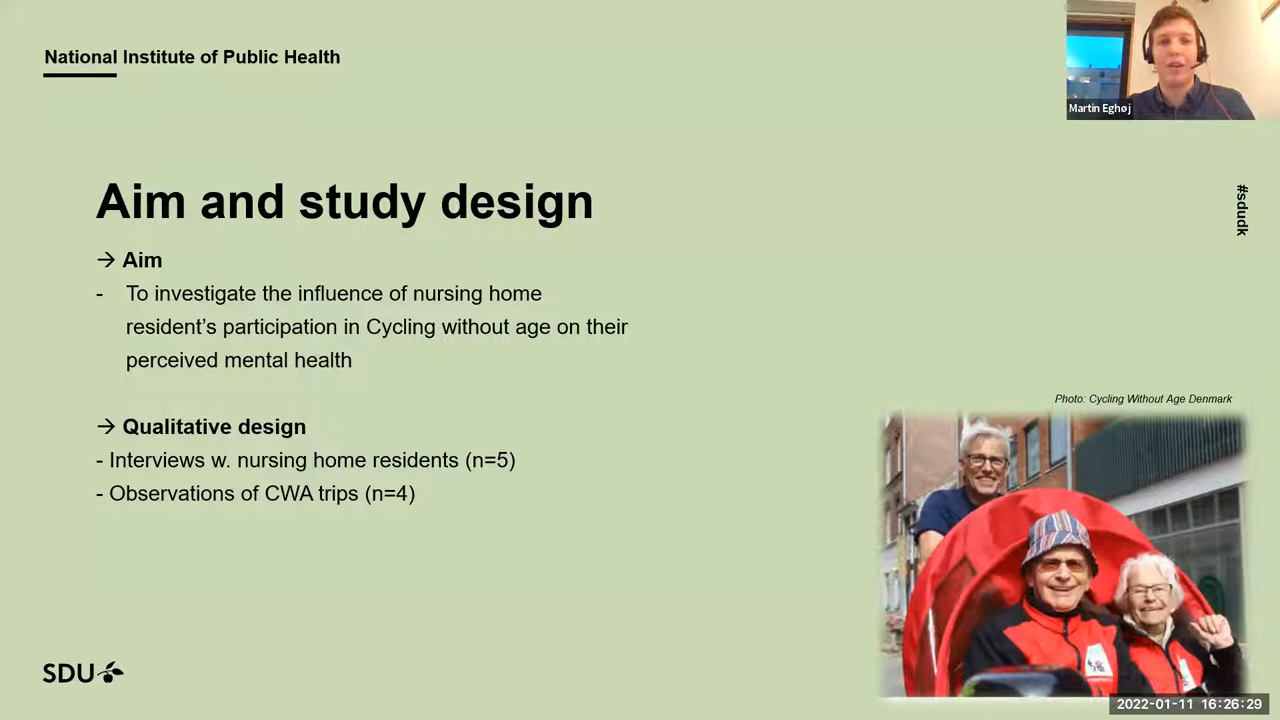 National Institute of Public Health
Martin Eghøj
#sdudk
Aim and study design
→ Aim
- To investigate the influence of nursing home
resident’s participation in Cycling without age on their
perceived mental health
→ Qualitative design
- Interviews w. nursing home residents (n=5)
- Observations of CWA trips (n=4)
Photo: Cycling Without Age Denmark
SDU
2022-01-11 16:26:29